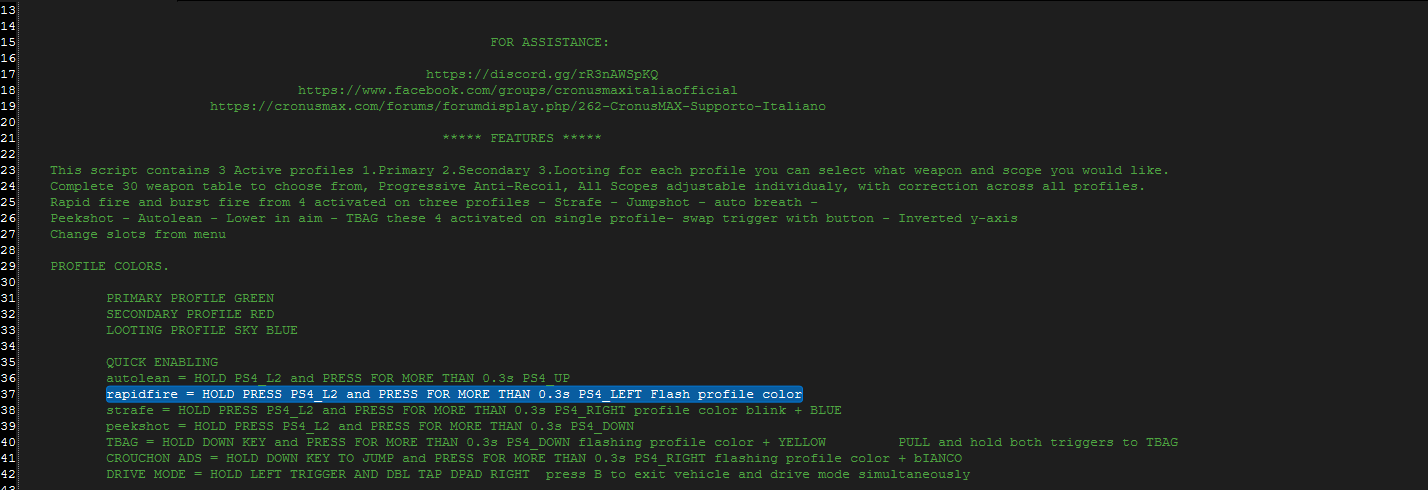 13
14
15 FOR ASSISTANCE:
16
17 https://discord.gg/rR3nAWSpKQ
18 https://www.facebook.com/groups/cronusmaxitaliaofficial
19 https://cronusmax.com/forums/forumdisplay.php/262-CronusMAX-Supporto-Italiano
20
21 ***** FEATURES *****
22
23 This script contains 3 Active profiles 1.Primary 2.Secondary 3.Looting for each profile you can select what weapon and scope you would like.
24 Complete 30 weapon table to choose from, Progressive Anti-Recoil, All Scopes adjustable individualy, with correction across all profiles.
25 Rapid fire and burst fire from 4 activated on three profiles - Strafe - Jumpshot - auto breath -
26 Peekshot - Autolean - Lower in aim - TBAG these 4 activated on single profile- swap trigger with button - Inverted y-axis
27 Change slots from menu
28
29 PROFILE COLORS.
30
31 PRIMARY PROFILE GREEN
32 SECONDARY PROFILE RED
33 LOOTING PROFILE SKY BLUE
34
35 QUICK ENABLING
36 autolean = HOLD PS4_L2 and PRESS FOR MORE THAN 0.3s PS4_UP
37 rapidfire = HOLD PRESS PS4_L2 and PRESS FOR MORE THAN 0.3s PS4_LEFT Flash profile color
38 strafe = HOLD PRESS PS4_L2 and PRESS FOR MORE THAN 0.3s PS4_RIGHT profile color blink + BLUE
39 peekshot = HOLD PRESS PS4_L2 and PRESS FOR MORE THAN 0.3s PS4_DOWN
40 TBAG = HOLD DOWN KEY and PRESS FOR MORE THAN 0.3s PS4_DOWN flashing profile color + YELLOW PULL and hold both triggers to TBAG
41 CROUCHON ADS = HOLD DOWN KEY TO JUMP and PRESS FOR MORE THAN 0.3s PS4_RIGHT flashing profile color + bIANCO
42 DRIVE MODE = HOLD LEFT TRIGGER AND DBL TAP DPAD RIGHT press B to exit vehicle and drive mode simultaneously
43